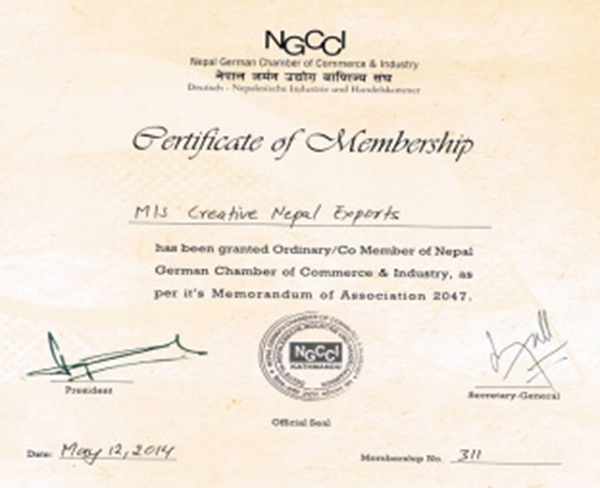 NGCCI
Nepal German Chamber of Commerce & Industry
नेपाल जर्मन उद्योग वाणिज्य संघ
Deutsch - Nepalesische Industrie und Handelskammer
Certificate of Membership
M/s Creative Nepal Exports
has been granted Ordinary/Co Member of Nepal
German Chamber of Commerce & Industry, as
per it's Memorandum of Association 2047.
NGCCI
KATHMANDU
President
Secretary-General
Official Seal
Date: May 12, 2014
Membership No. 311